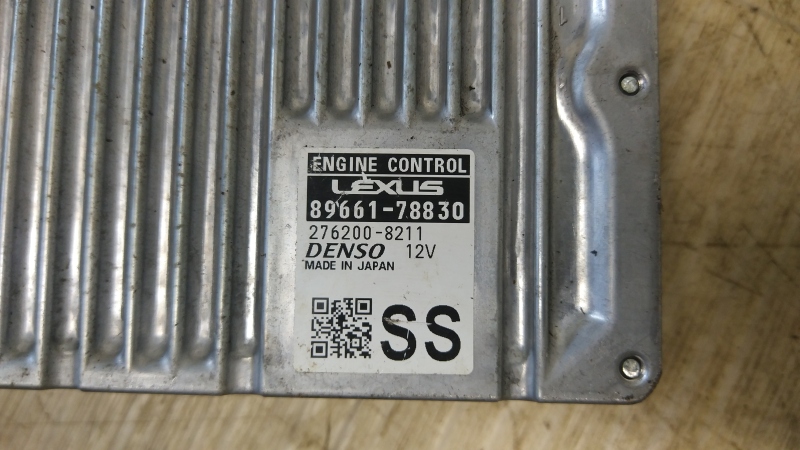 ENGINE CONTROL
LEXUS
89661-78830
276200-8211
DENSO 12V
MADE IN JAPAN
SS